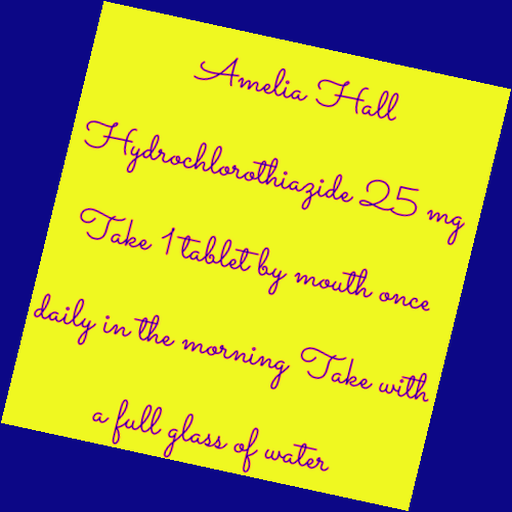 Amelia Hall
Hydrochlorothiazide 25 mg
Take 1 tablet by mouth once
daily in the morning Take with
a full glass of water